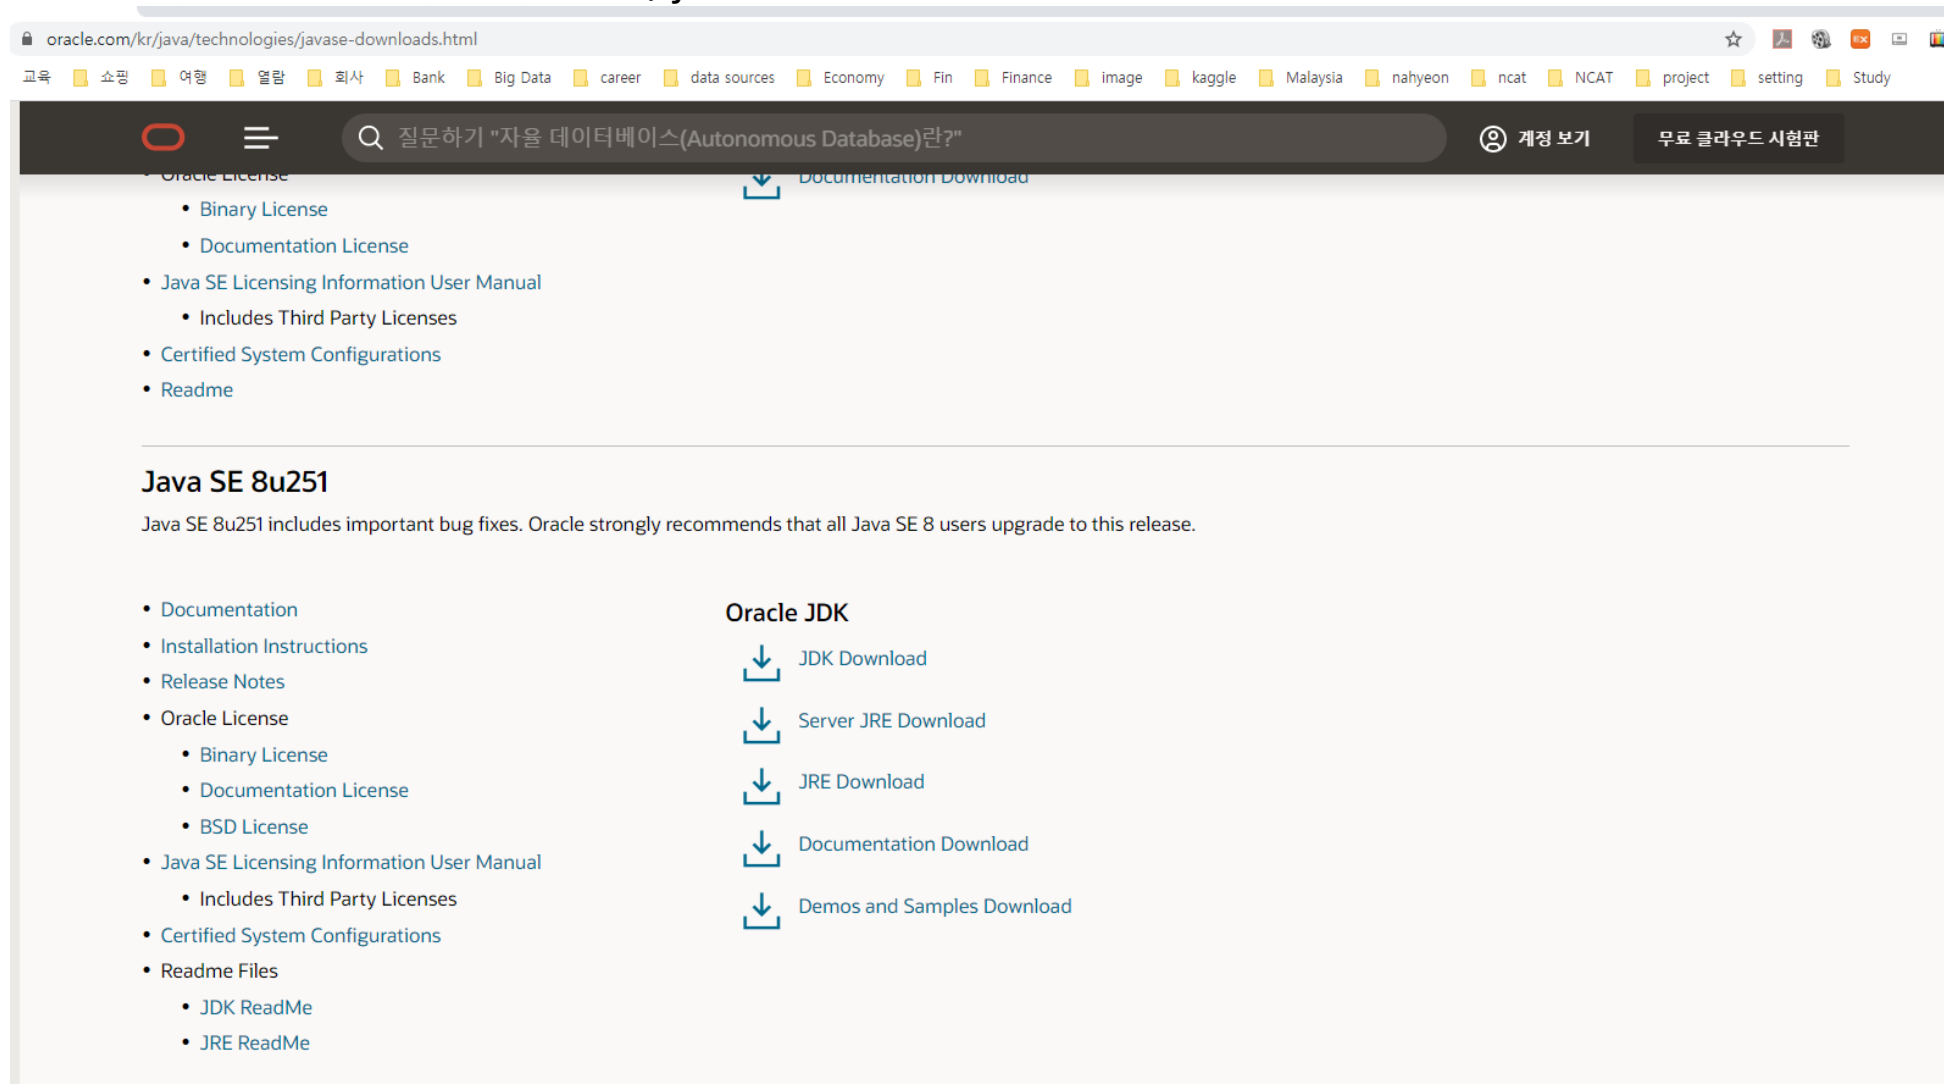 oracle.com/kr/java/technologies/javase-downloads.html
교육 쇼핑 여행 열람 회사 Bank Big Data career data sources Economy Fin Finance image kaggle Malaysia nahyeon ncat NCAT project setting Study
질문하기 "자율 데이터베이스(Autonomous Database)란?" 계정 보기 무료 클라우드 시험판
• Oracle License
Documentation Download
• Binary License
• Documentation License
• Java SE Licensing Information User Manual
• Includes Third Party Licenses
• Certified System Configurations
• Readme
Java SE 8u251
Java SE 8u251 includes important bug fixes. Oracle strongly recommends that all Java SE 8 users upgrade to this release.
• Documentation
• Installation Instructions
• Release Notes
• Oracle License
• Binary License
• Documentation License
• BSD License
• Java SE Licensing Information User Manual
• Includes Third Party Licenses
• Certified System Configurations
• Readme Files
• JDK ReadMe
• JRE ReadMe
Oracle JDK
JDK Download
Server JRE Download
JRE Download
Documentation Download
Demos and Samples Download